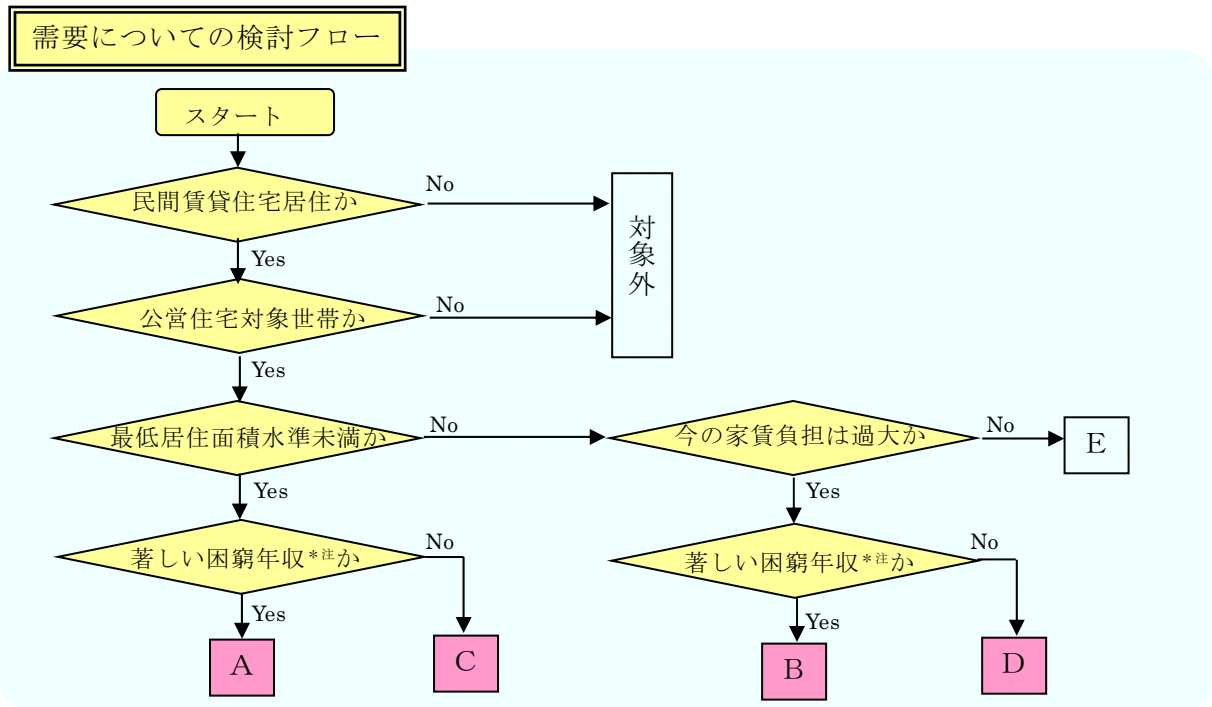 需要についての検討フロー
スタート
民間賃貸住宅居住か
No
対象外
Yes
公営住宅対象世帯か
No
Yes
最低居住面積水準未満か
No
今の家賃負担は過大か
No
E
Yes
Yes
著しい困窮年収*注か
No
著しい困窮年収*注か
No
Yes
Yes
A
C
B
D